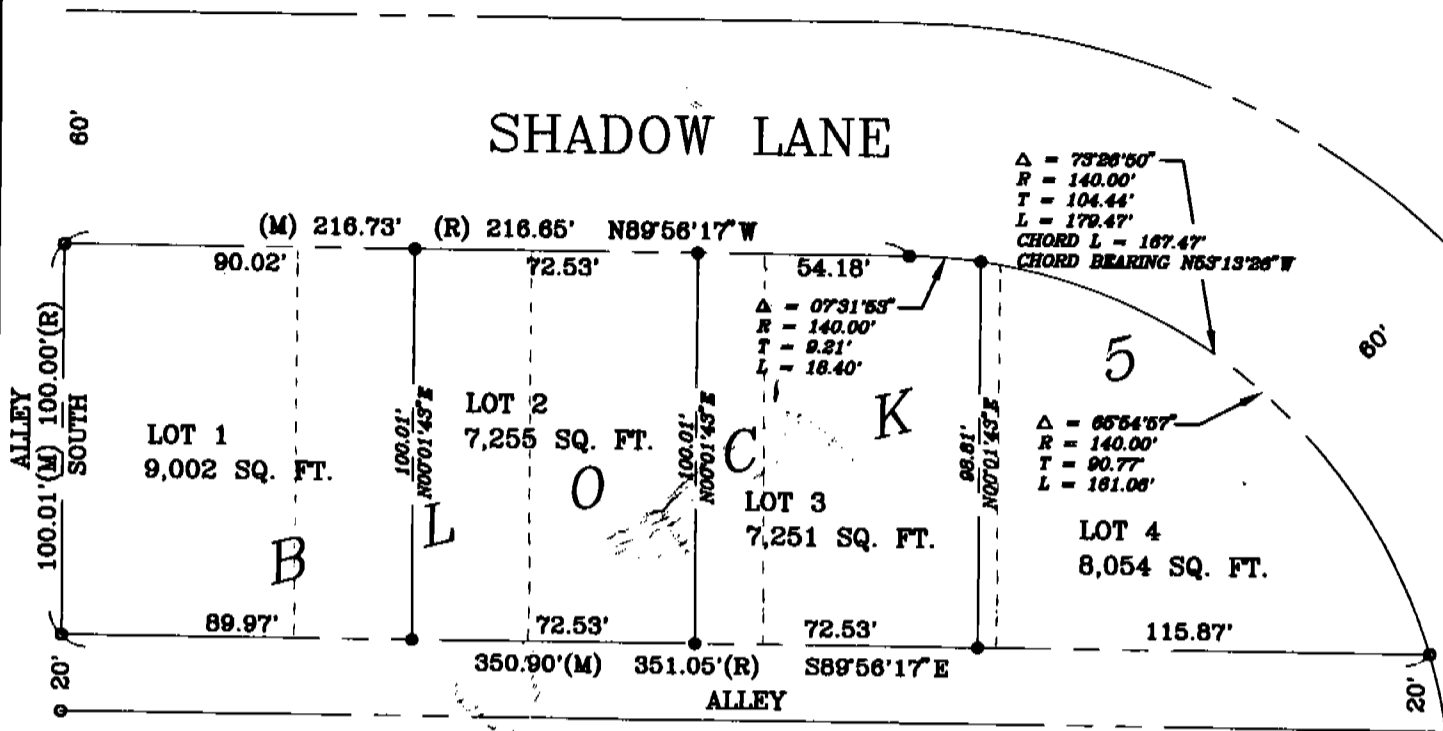 60'
SHADOW LANE
Δ = 73°26'50"
R = 140.00'
T = 104.44'
L = 179.47'
CHORD L = 167.47'
CHORD BEARING N53°13'26"W
(M) 216.73' (R) 216.65' N89°56'17"W
90.02' 72.53' 54.18'
Δ = 07°31'53"
R = 140.00'
T = 9.21'
L = 18.40'
60'
5
ALLEY
100.01'(M) 100.00'(R)
SOUTH
LOT 1
9,002 SQ. FT.
100.01'
N00°01'43"E
LOT 2
7,255 SQ. FT.
100.01'
N00°01'43"E
LOT 3
7,251 SQ. FT.
98.81'
N00°01'43"E
Δ = 65°54'57"
R = 140.00'
T = 90.77'
L = 161.06'
LOT 4
8,054 SQ. FT.
B L O C K
89.97' 72.53' 72.53' 115.87'
350.90'(M) 351.05'(R) S89°56'17"E
20'
ALLEY
20'